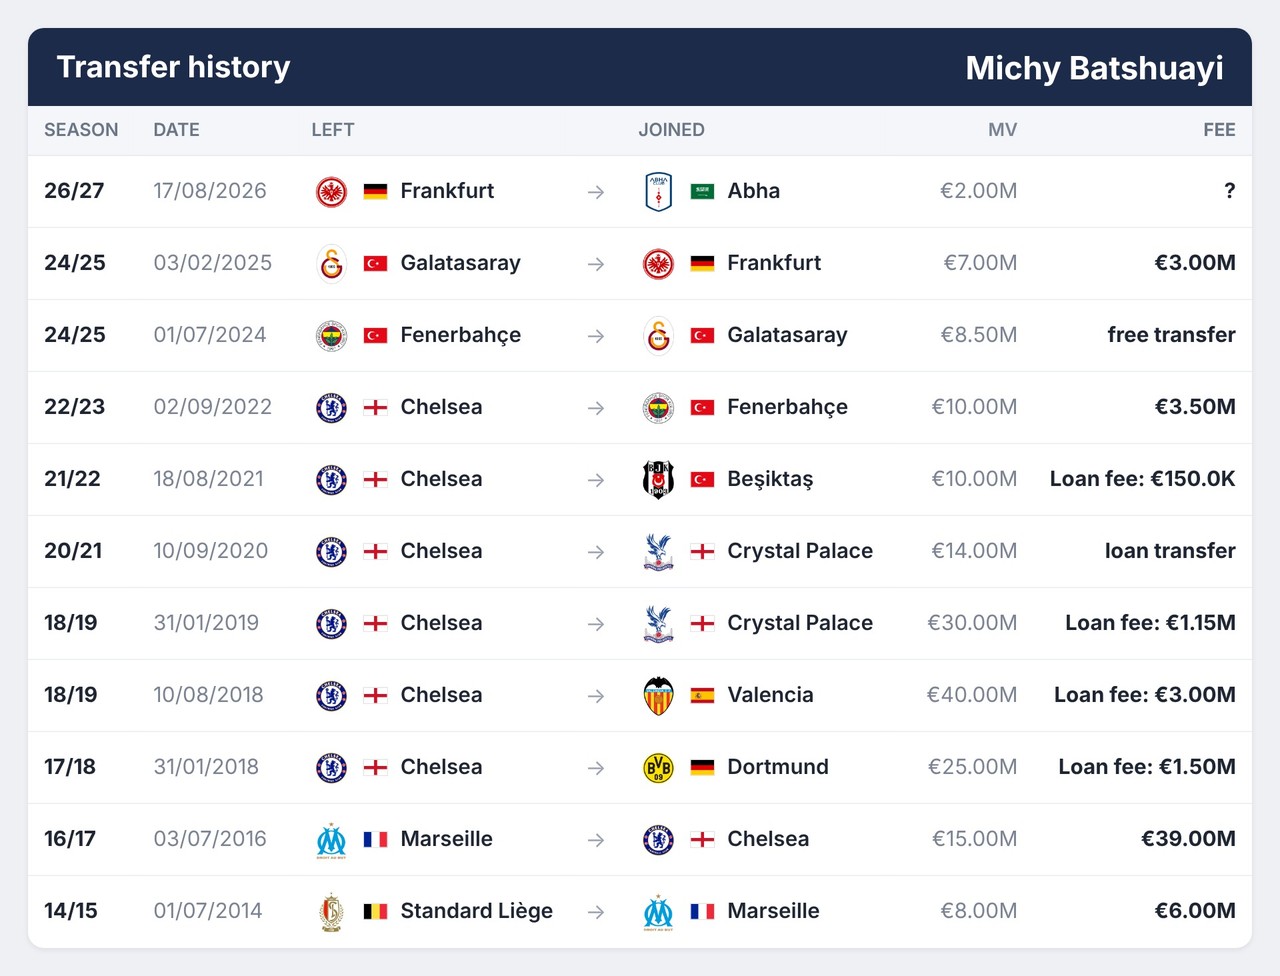 Transfer history Michy Batshuayi
SEASON DATE LEFT JOINED MV FEE
26/27 17/08/2026 Frankfurt → Abha €2.00M ?
24/25 03/02/2025 Galatasaray → Frankfurt €7.00M €3.00M
24/25 01/07/2024 Fenerbahçe → Galatasaray €8.50M free transfer
22/23 02/09/2022 Chelsea → Fenerbahçe €10.00M €3.50M
21/22 18/08/2021 Chelsea → Beşiktaş €10.00M Loan fee: €150.0K
20/21 10/09/2020 Chelsea → Crystal Palace €14.00M loan transfer
18/19 31/01/2019 Chelsea → Crystal Palace €30.00M Loan fee: €1.15M
18/19 10/08/2018 Chelsea → Valencia €40.00M Loan fee: €3.00M
17/18 31/01/2018 Chelsea → Dortmund €25.00M Loan fee: €1.50M
16/17 03/07/2016 Marseille → Chelsea €15.00M €39.00M
14/15 01/07/2014 Standard Liège → Marseille €8.00M €6.00M